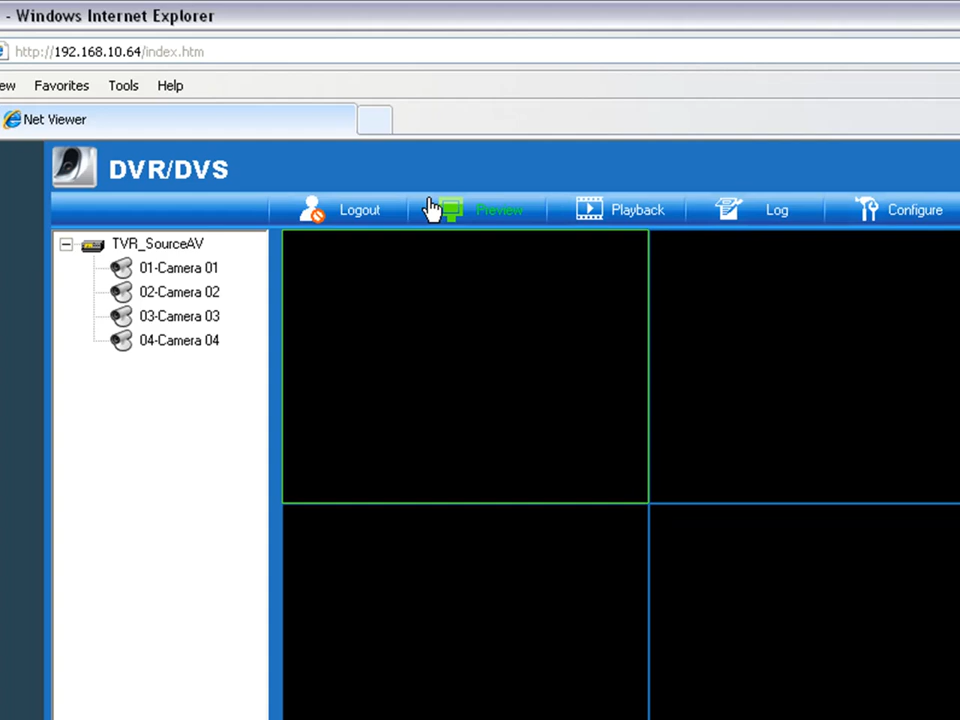 - Windows Internet Explorer
http://192.168.10.64/index.htm
ew Favorites Tools Help
Net Viewer
DVR/DVS
Logout Preview Playback Log Configure
TVR_SourceAV
01-Camera 01
02-Camera 02
03-Camera 03
04-Camera 04